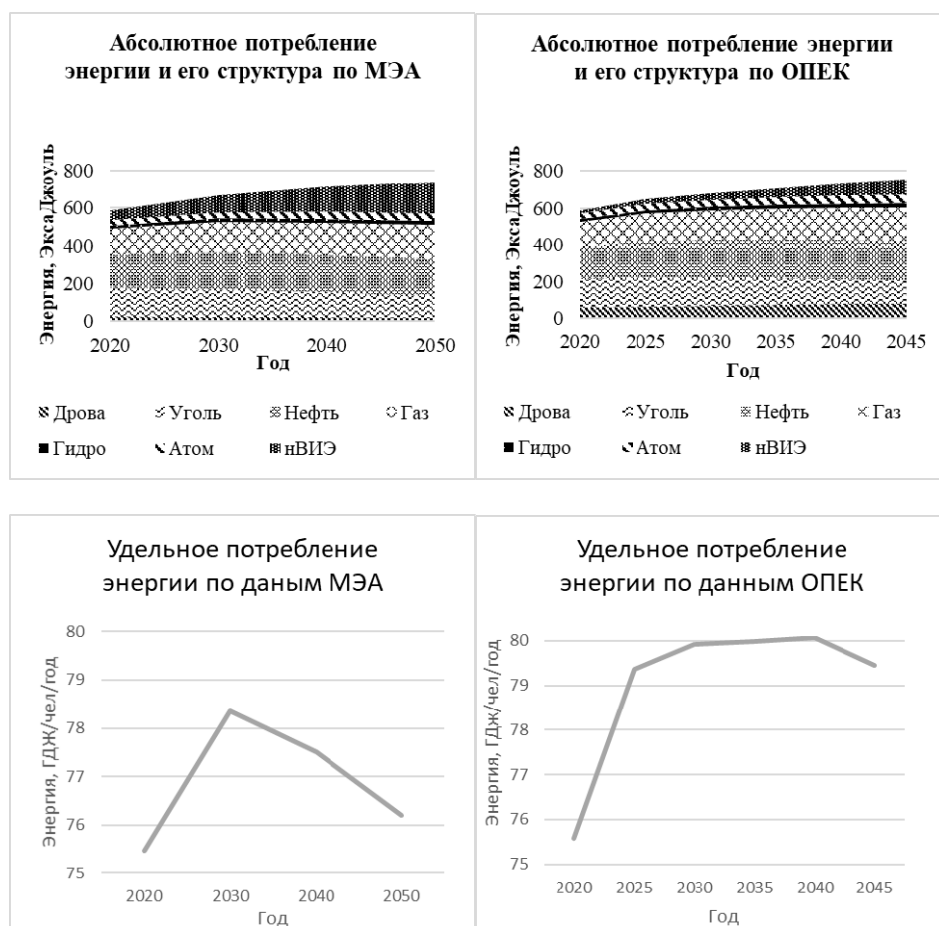 Абсолютное потребление
энергии и его структура по МЭА
Энергия, ЭксаДжоуль
800
600
400
200
0
2020 2030 2040 2050
Год
Дрова Уголь Нефть Газ
Гидро Атом нВИЭ
Абсолютное потребление энергии
и его структура по ОПЕК
Энергия, ЭксаДжоуль
800
600
400
200
0
2020 2025 2030 2035 2040 2045
Год
Дрова Уголь Нефть Газ
Гидро Атом нВИЭ
Удельное потребление
энергии по даным МЭА
Энергия, ГДж/чел/год
80
79
78
77
76
75
2020 2030 2040 2050
Год
Удельное потребление
энергии по данным ОПЕК
Энергия, ГДж/чел/год
80
79
78
77
76
75
2020 2025 2030 2035 2040 2045
Год